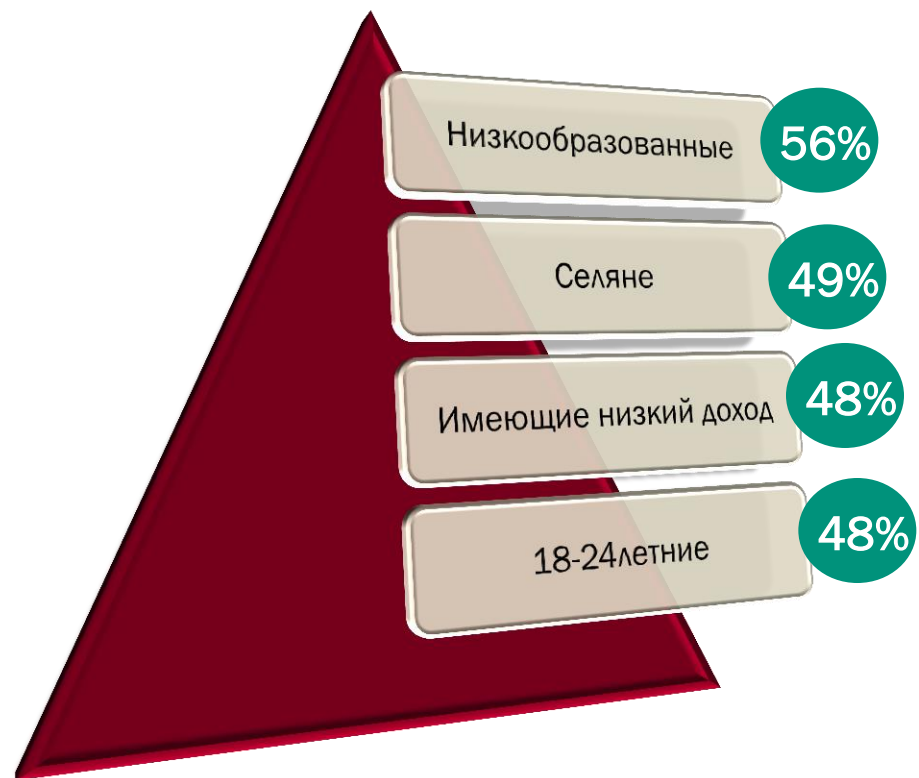 Низкообразованные 56%
Селяне 49%
Имеющие низкий доход 48%
18-24летние 48%